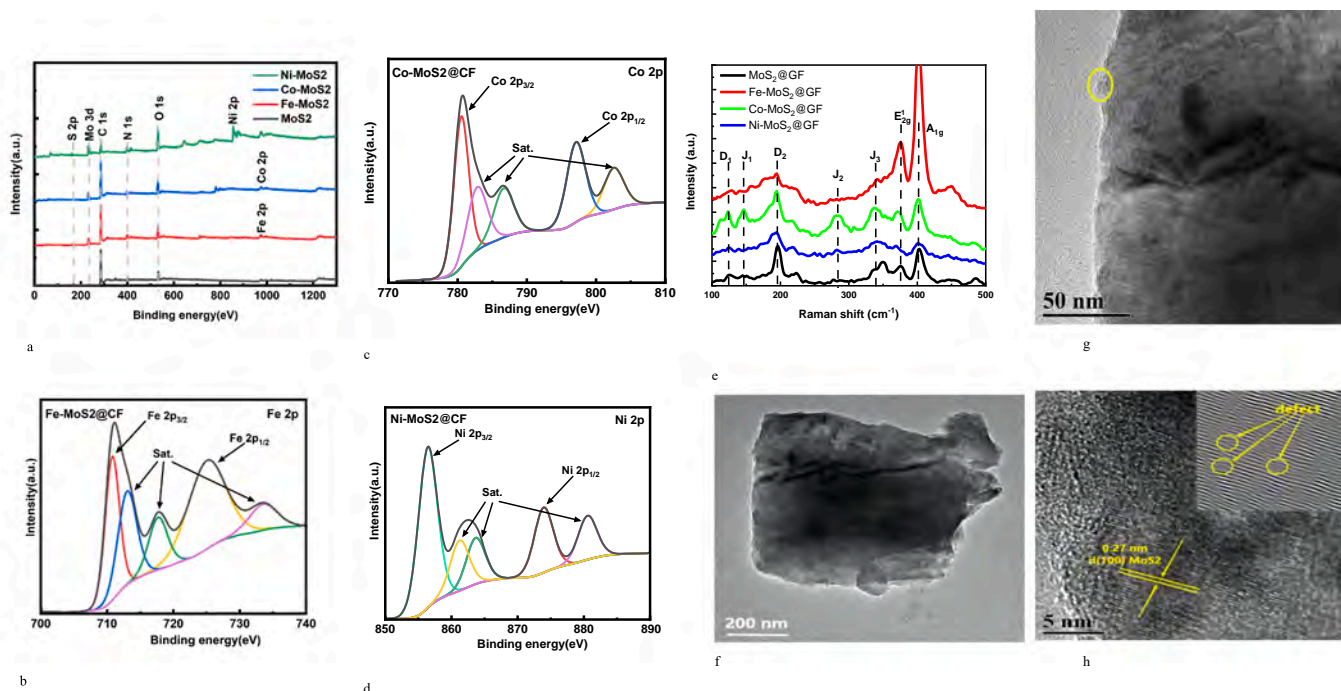 Ni-MoS2
Co-MoS2
Fe-MoS2
MoS2
S 2p
Mo 3d
C 1s
N 1s
O 1s
Ni 2p
Co 2p
Fe 2p
Intensity(a.u.)
0 200 400 600 800 1000 1200
Binding energy(eV)
a
Co-MoS2@CF
Co 2p
Co 2p3/2
Co 2p1/2
Sat.
Intensity(a.u.)
770 780 790 800 810
Binding energy(eV)
c
MoS2@GF
Fe-MoS2@GF
Co-MoS2@GF
Ni-MoS2@GF
D1
J1
D2
J2
J3
E12g
A1g
Intensity(a.u.)
100 200 300 400 500
Raman shift (cm-1)
e
50 nm
g
Fe-MoS2@CF
Fe 2p
Fe 2p3/2
Fe 2p1/2
Sat.
Intensity(a.u.)
700 710 720 730 740
Binding energy(eV)
b
Ni-MoS2@CF
Ni 2p
Ni 2p3/2
Ni 2p1/2
Sat.
Intensity(a.u.)
850 860 870 880 890
Binding energy(eV)
d
200 nm
f
defect
0.27 nm
d(100) MoS2
5 nm
h